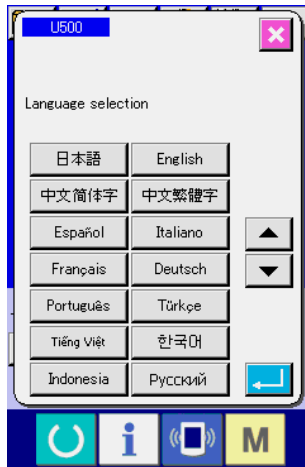 U500
Language selection
日本語 English
中文简体字 中文繁體字
Español Italiano
Français Deutsch
Português Türkçe
Tiếng Việt 한국어
Indonesia Русский
i M